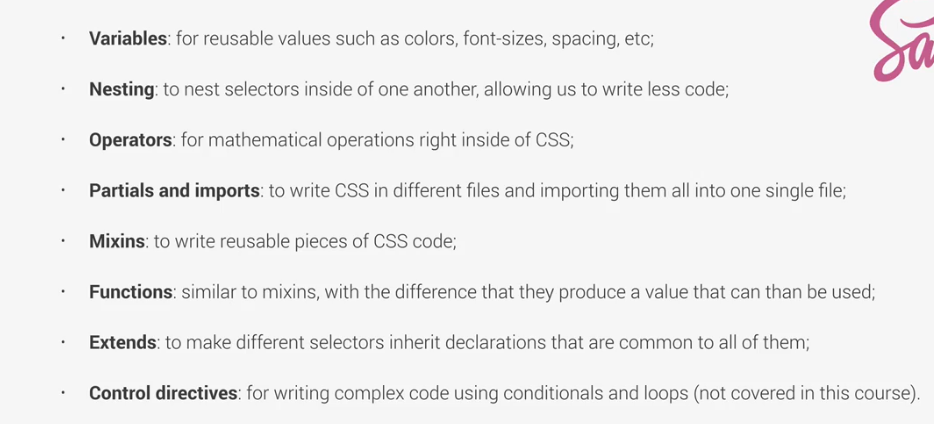 Sa
· Variables: for reusable values such as colors, font-sizes, spacing, etc;
· Nesting: to nest selectors inside of one another, allowing us to write less code;
· Operators: for mathematical operations right inside of CSS;
· Partials and imports: to write CSS in different files and importing them all into one single file;
· Mixins: to write reusable pieces of CSS code;
· Functions: similar to mixins, with the difference that they produce a value that can than be used;
· Extends: to make different selectors inherit declarations that are common to all of them;
· Control directives: for writing complex code using conditionals and loops (not covered in this course).